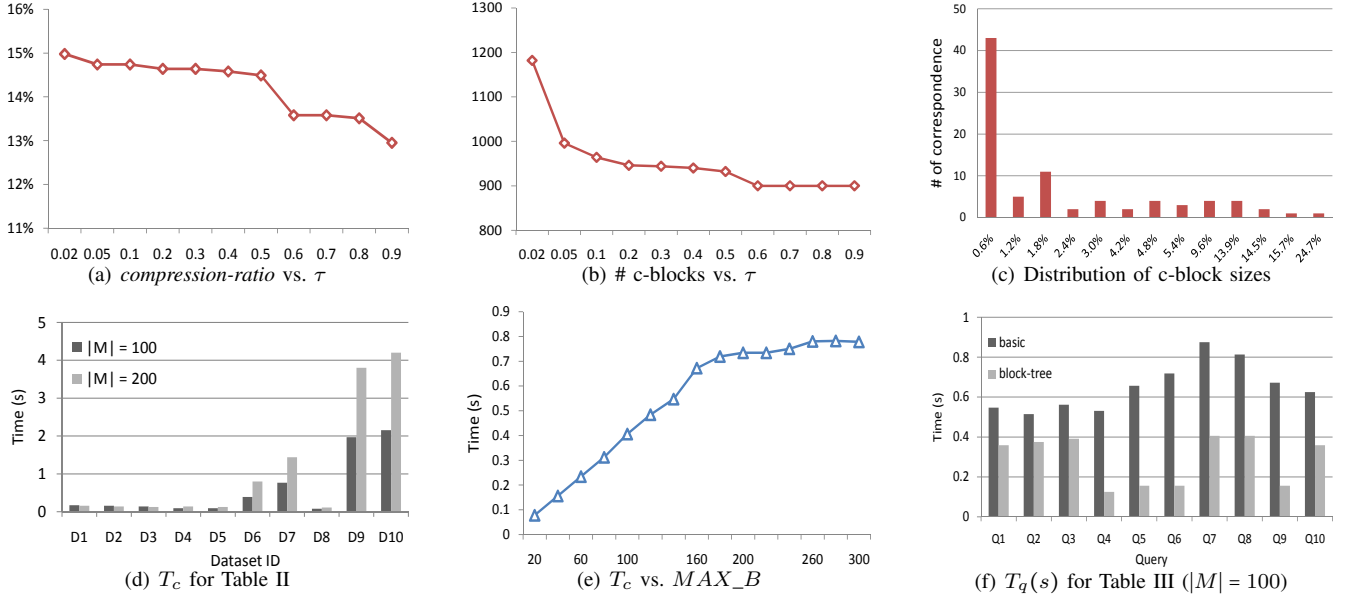 16%
15%
14%
13%
12%
11%
0.02 0.05 0.1 0.2 0.3 0.4 0.5 0.6 0.7 0.8 0.9
(a) compression-ratio vs. τ
1300
1200
1100
1000
900
800
0.02 0.05 0.1 0.2 0.3 0.4 0.5 0.6 0.7 0.8 0.9
(b) # c-blocks vs. τ
# of correspondence
50
40
30
20
10
0
0.6% 1.2% 1.8% 2.4% 3.0% 4.2% 4.8% 5.4% 9.6% 13.9% 14.5% 15.7% 24.7%
(c) Distribution of c-block sizes
Time (s)
5
4
3
2
1
0
|M| = 100
|M| = 200
D1 D2 D3 D4 D5 D6 D7 D8 D9 D10
Dataset ID
(d) T_c for Table II
Time (s)
0.9
0.8
0.7
0.6
0.5
0.4
0.3
0.2
0.1
0
20 60 100 160 200 260 300
(e) T_c vs. MAX_B
Time (s)
1
0.8
0.6
0.4
0.2
0
basic
block-tree
Q1 Q2 Q3 Q4 Q5 Q6 Q7 Q8 Q9 Q10
Query
(f) T_q(s) for Table III (|M| = 100)